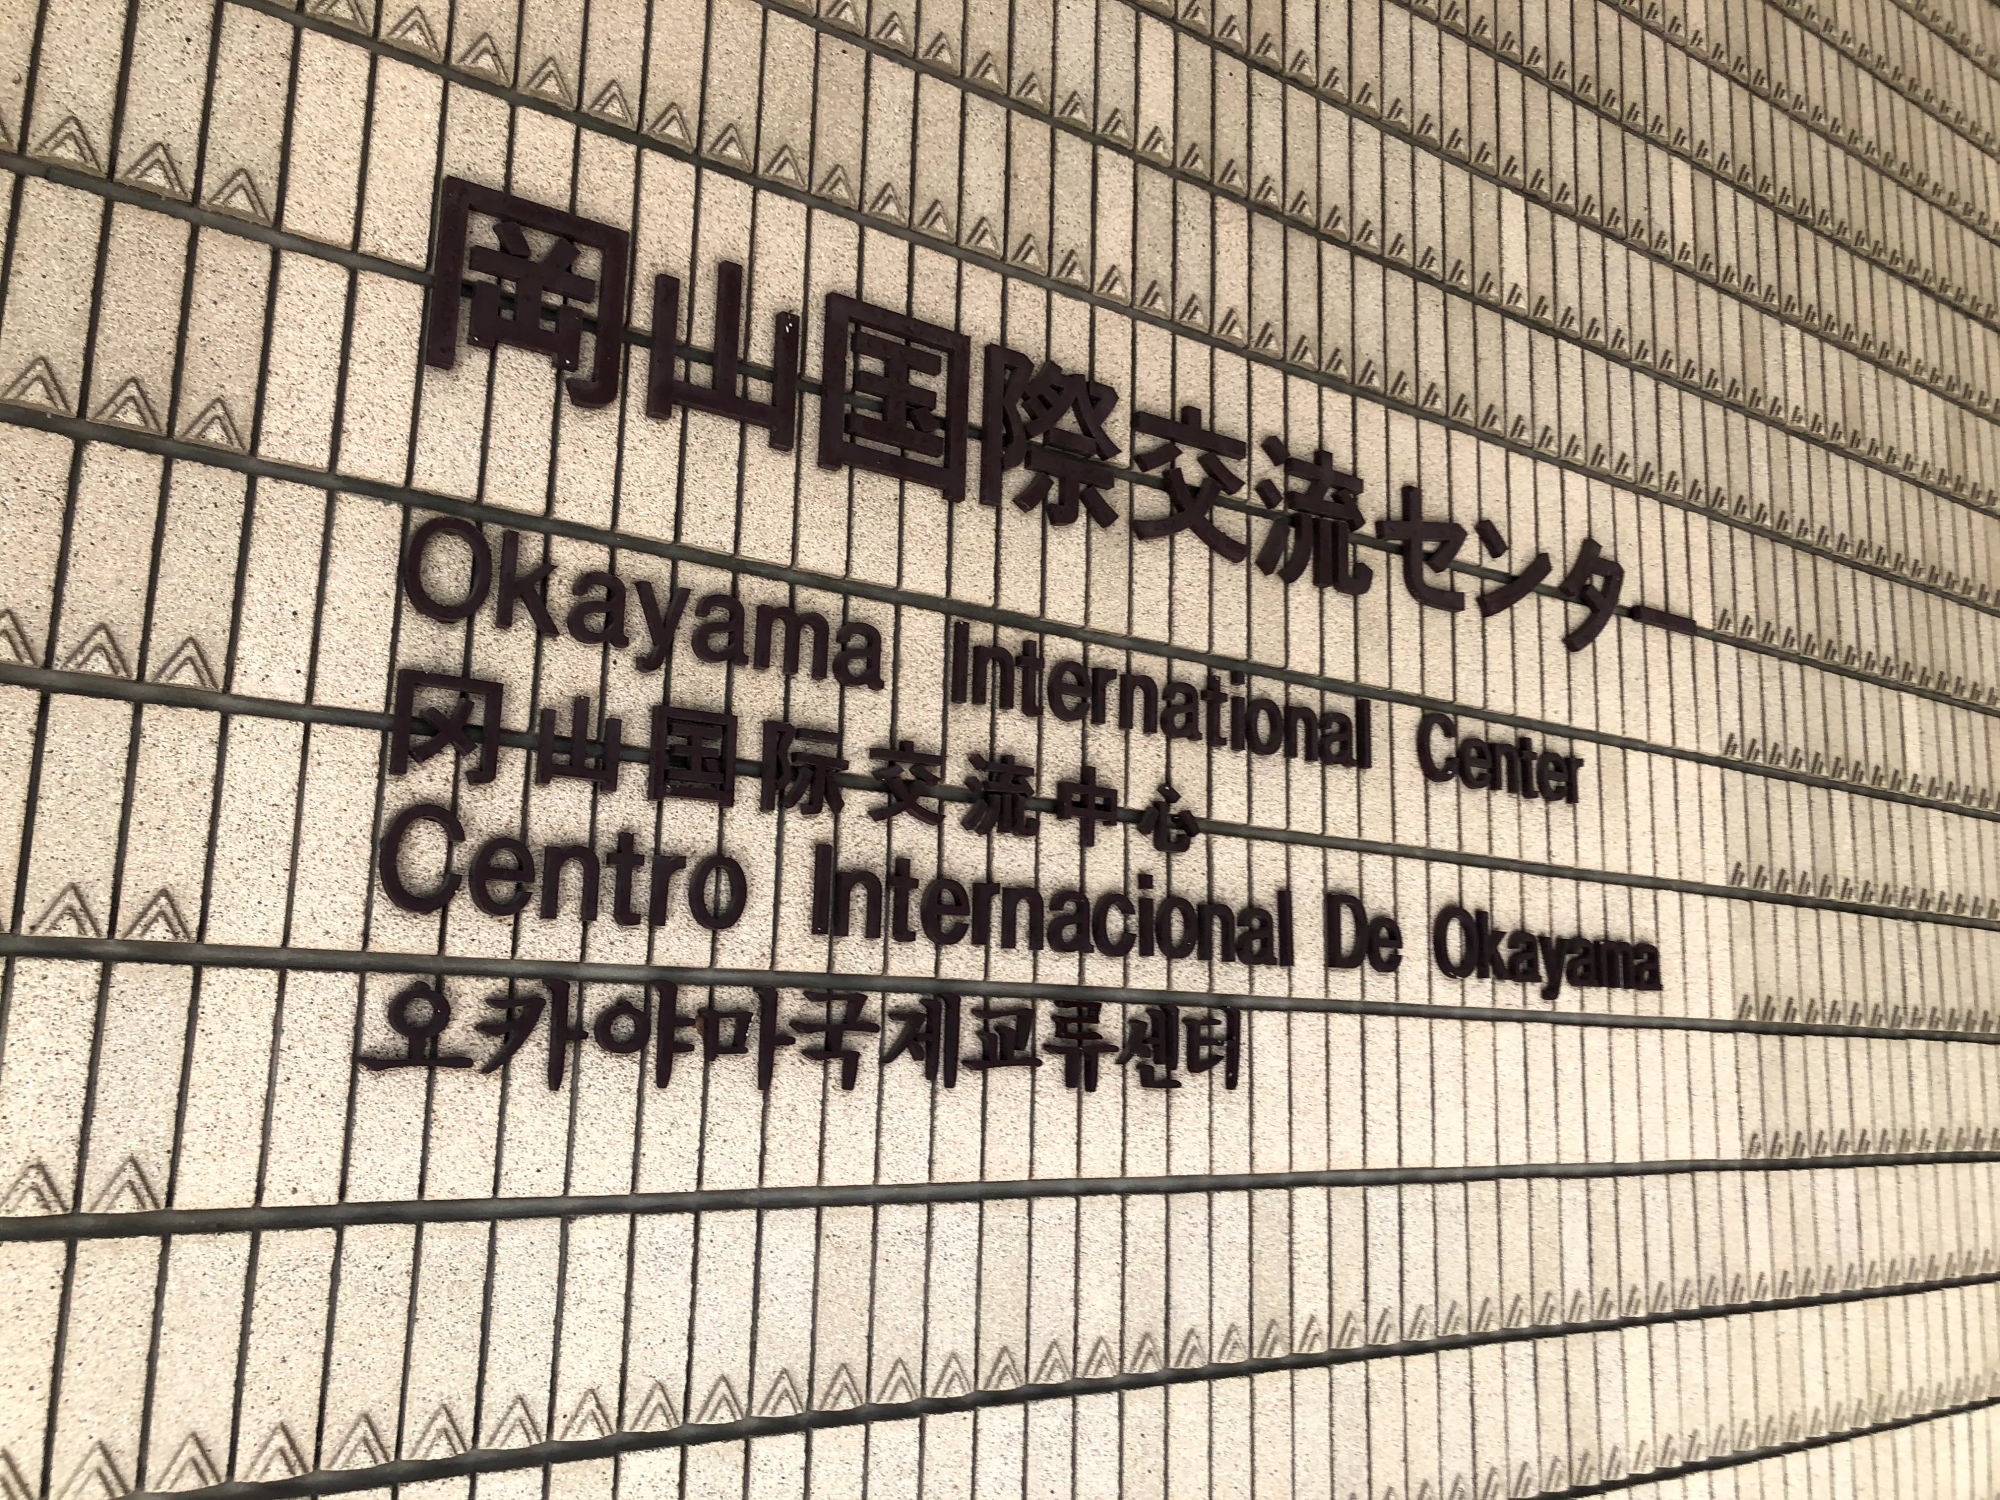 岡山国際交流センター
Okayama International Center
冈山国际交流中心
Centro Internacional De Okayama
오카야마국제교류센터